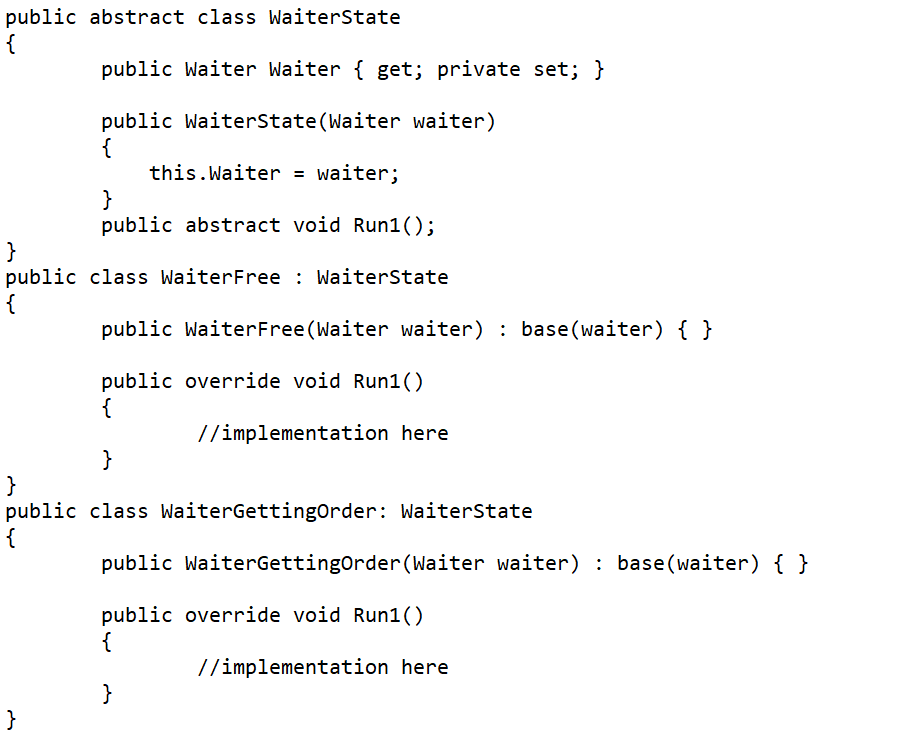 public abstract class WaiterState
{
public Waiter Waiter { get; private set; }
public WaiterState(Waiter waiter)
{
this.Waiter = waiter;
}
public abstract void Run1();
}
public class WaiterFree : WaiterState
{
public WaiterFree(Waiter waiter) : base(waiter) { }
public override void Run1()
{
//implementation here
}
}
public class WaiterGettingOrder: WaiterState
{
public WaiterGettingOrder(Waiter waiter) : base(waiter) { }
public override void Run1()
{
//implementation here
}
}